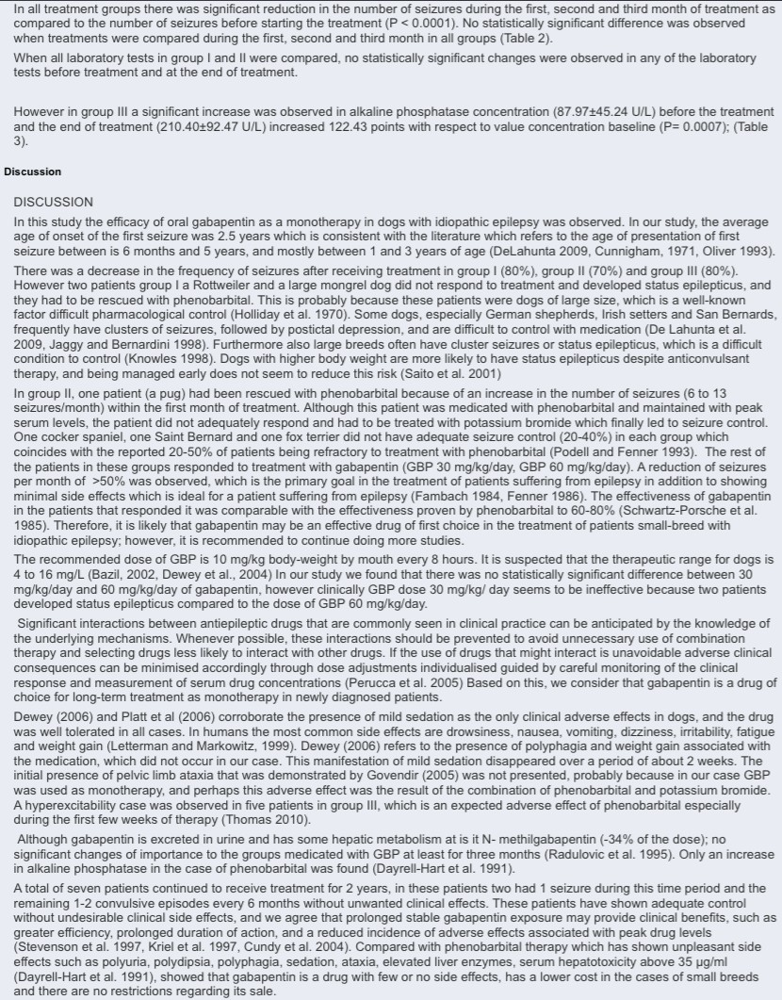 In all treatment groups there was significant reduction in the number of seizures during the first, second and third month of treatment as
compared to the number of seizures before starting the treatment (P < 0.0001). No statistically significant difference was observed
when treatments were compared during the first, second and third month in all groups (Table 2).
When all laboratory tests in group I and II were compared, no statistically significant changes were observed in any of the laboratory
tests before treatment and at the end of treatment.
However in group III a significant increase was observed in alkaline phosphatase concentration (87.97±45.24 U/L) before the treatment
and the end of treatment (210.40±92.47 U/L) increased 122.43 points with respect to value concentration baseline (P= 0.0007); (Table
3).
Discussion
DISCUSSION
In this study the efficacy of oral gabapentin as a monotherapy in dogs with idiopathic epilepsy was observed. In our study, the average
age of onset of the first seizure was 2.5 years which is consistent with the literature which refers to the age of presentation of first
seizure between is 6 months and 5 years, and mostly between 1 and 3 years of age (DeLahunta 2009, Cunnigham, 1971, Oliver 1993).
There was a decrease in the frequency of seizures after receiving treatment in group I (80%), group II (70%) and group III (80%).
However two patients group I a Rottweiler and a large mongrel dog did not respond to treatment and developed status epilepticus, and
they had to be rescued with phenobarbital. This is probably because these patients were dogs of large size, which is a well-known
factor difficult pharmacological control (Holliday et al. 1970). Some dogs, especially German shepherds, Irish setters and San Bernards,
frequently have clusters of seizures, followed by postictal depression, and are difficult to control with medication (De Lahunta et al.
2009, Jaggy and Bernardini 1998). Furthermore also large breeds often have cluster seizures or status epilepticus, which is a difficult
condition to control (Knowles 1998). Dogs with higher body weight are more likely to have status epilepticus despite anticonvulsant
therapy, and being managed early does not seem to reduce this risk (Saito et al. 2001)
In group II, one patient (a pug) had been rescued with phenobarbital because of an increase in the number of seizures (6 to 13
seizures/month) within the first month of treatment. Although this patient was medicated with phenobarbital and maintained with peak
serum levels, the patient did not adequately respond and had to be treated with potassium bromide which finally led to seizure control.
One cocker spaniel, one Saint Bernard and one fox terrier did not have adequate seizure control (20-40%) in each group which
coincides with the reported 20-50% of patients being refractory to treatment with phenobarbital (Podell and Fenner 1993). The rest of
the patients in these groups responded to treatment with gabapentin (GBP 30 mg/kg/day, GBP 60 mg/kg/day). A reduction of seizures
per month of >50% was observed, which is the primary goal in the treatment of patients suffering from epilepsy in addition to showing
minimal side effects which is ideal for a patient suffering from epilepsy (Fambach 1984, Fenner 1986). The effectiveness of gabapentin
in the patients that responded it was comparable with the effectiveness proven by phenobarbital to 60-80% (Schwartz-Porsche et al.
1985). Therefore, it is likely that gabapentin may be an effective drug of first choice in the treatment of patients small-breed with
idiopathic epilepsy; however, it is recommended to continue doing more studies.
The recommended dose of GBP is 10 mg/kg body-weight by mouth every 8 hours. It is suspected that the therapeutic range for dogs is
4 to 16 mg/L (Bazil, 2002, Dewey et al., 2004) In our study we found that there was no statistically significant difference between 30
mg/kg/day and 60 mg/kg/day of gabapentin, however clinically GBP dose 30 mg/kg/ day seems to be ineffective because two patients
developed status epilepticus compared to the dose of GBP 60 mg/kg/day.
Significant interactions between antiepileptic drugs that are commonly seen in clinical practice can be anticipated by the knowledge of
the underlying mechanisms. Whenever possible, these interactions should be prevented to avoid unnecessary use of combination
therapy and selecting drugs less likely to interact with other drugs. If the use of drugs that might interact is unavoidable adverse clinical
consequences can be minimised accordingly through dose adjustments individualised guided by careful monitoring of the clinical
response and measurement of serum drug concentrations (Perucca et al. 2005) Based on this, we consider that gabapentin is a drug of
choice for long-term treatment as monotherapy in newly diagnosed patients.
Dewey (2006) and Platt et al (2006) corroborate the presence of mild sedation as the only clinical adverse effects in dogs, and the drug
was well tolerated in all cases. In humans the most common side effects are drowsiness, nausea, vomiting, dizziness, irritability, fatigue
and weight gain (Letterman and Markowitz, 1999). Dewey (2006) refers to the presence of polyphagia and weight gain associated with
the medication, which did not occur in our case. This manifestation of mild sedation disappeared over a period of about 2 weeks. The
initial presence of pelvic limb ataxia that was demonstrated by Govendir (2005) was not presented, probably because in our case GBP
was used as monotherapy, and perhaps this adverse effect was the result of the combination of phenobarbital and potassium bromide.
A hyperexcitability case was observed in five patients in group III, which is an expected adverse effect of phenobarbital especially
during the first few weeks of therapy (Thomas 2010).
Although gabapentin is excreted in urine and has some hepatic metabolism at is it N- methilgabapentin (-34% of the dose); no
significant changes of importance to the groups medicated with GBP at least for three months (Radulovic et al. 1995). Only an increase
in alkaline phosphatase in the case of phenobarbital was found (Dayrell-Hart et al. 1991).
A total of seven patients continued to receive treatment for 2 years, in these patients two had 1 seizure during this time period and the
remaining 1-2 convulsive episodes every 6 months without unwanted clinical effects. These patients have shown adequate control
without undesirable clinical side effects, and we agree that prolonged stable gabapentin exposure may provide clinical benefits, such as
greater efficiency, prolonged duration of action, and a reduced incidence of adverse effects associated with peak drug levels
(Stevenson et al. 1997, Kriel et al. 1997, Cundy et al. 2004). Compared with phenobarbital therapy which has shown unpleasant side
effects such as polyuria, polydipsia, polyphagia, sedation, ataxia, elevated liver enzymes, serum hepatotoxicity above 35 µg/ml
(Dayrell-Hart et al. 1991), showed that gabapentin is a drug with few or no side effects, has a lower cost in the cases of small breeds
and there are no restrictions regarding its sale.